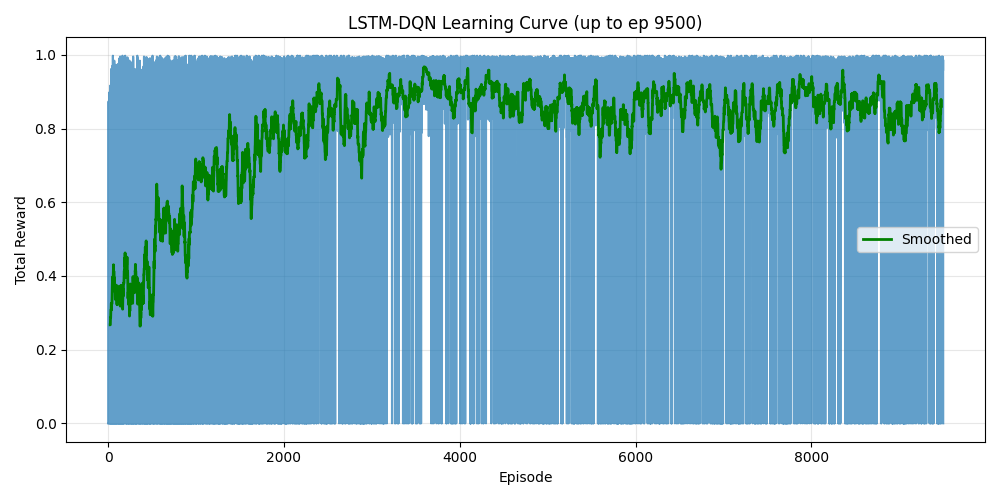 LSTM-DQN Learning Curve (up to ep 9500)
1.0
0.8
0.6
0.4
0.2
0.0
Total Reward
Smoothed
0 2000 4000 6000 8000
Episode